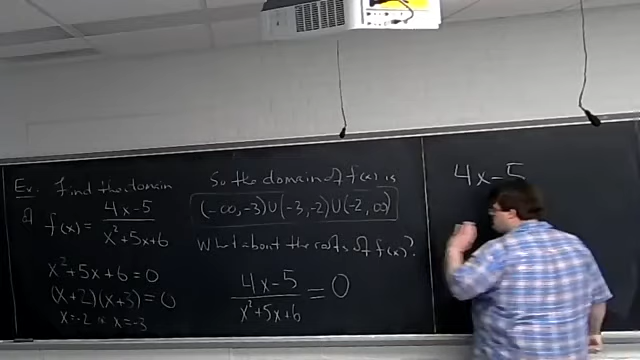 Ex. Find the domain
of f(x) = (4x-5)/(x²+5x+6)
x²+5x+6=0
(x+2)(x+3)=0
x=-2 or x=-3
So the domain of f(x) is
(-∞,-3)∪(-3,-2)∪(-2,∞)
What about the roots of f(x)?
(4x-5)/(x²+5x+6) = 0
4x-5